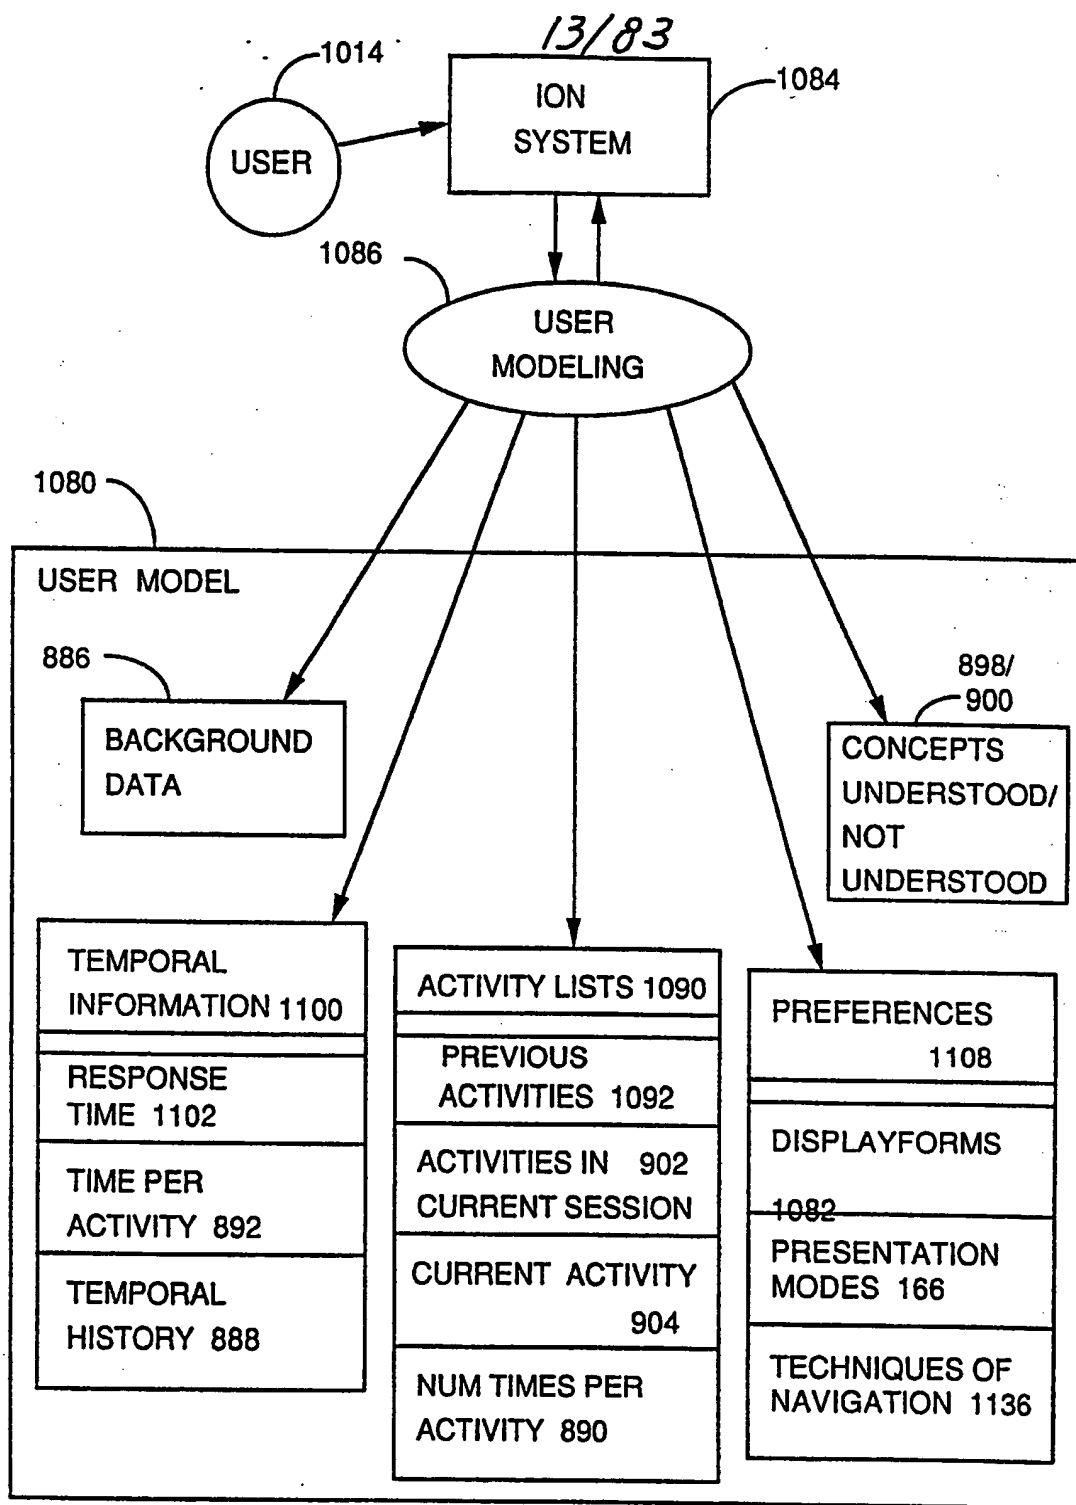 13/83
1014
ION
SYSTEM
1084
USER
1086
USER
MODELING
1080
USER MODEL
886
BACKGROUND
DATA
898/
900
CONCEPTS
UNDERSTOOD/
NOT
UNDERSTOOD
TEMPORAL
INFORMATION 1100
RESPONSE
TIME 1102
TIME PER
ACTIVITY 892
TEMPORAL
HISTORY 888
ACTIVITY LISTS 1090
PREVIOUS
ACTIVITIES 1092
ACTIVITIES IN 902
CURRENT SESSION
CURRENT ACTIVITY
904
NUM TIMES PER
ACTIVITY 890
PREFERENCES
1108
DISPLAYFORMS
1082
PRESENTATION
MODES 166
TECHNIQUES OF
NAVIGATION 1136